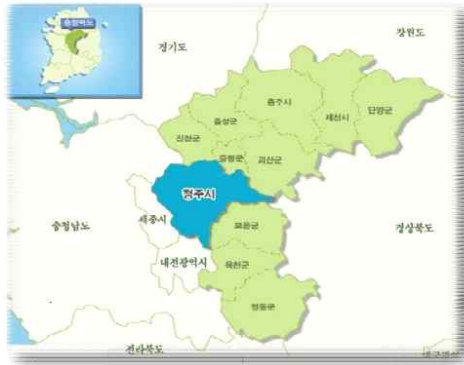 충청북도
경기도
강원도
충주시
단양군
제천시
음성군
진천군
증평군
괴산군
청주시
세종시
보은군
충청남도
경상북도
대전광역시
옥천군
영동군
전라북도